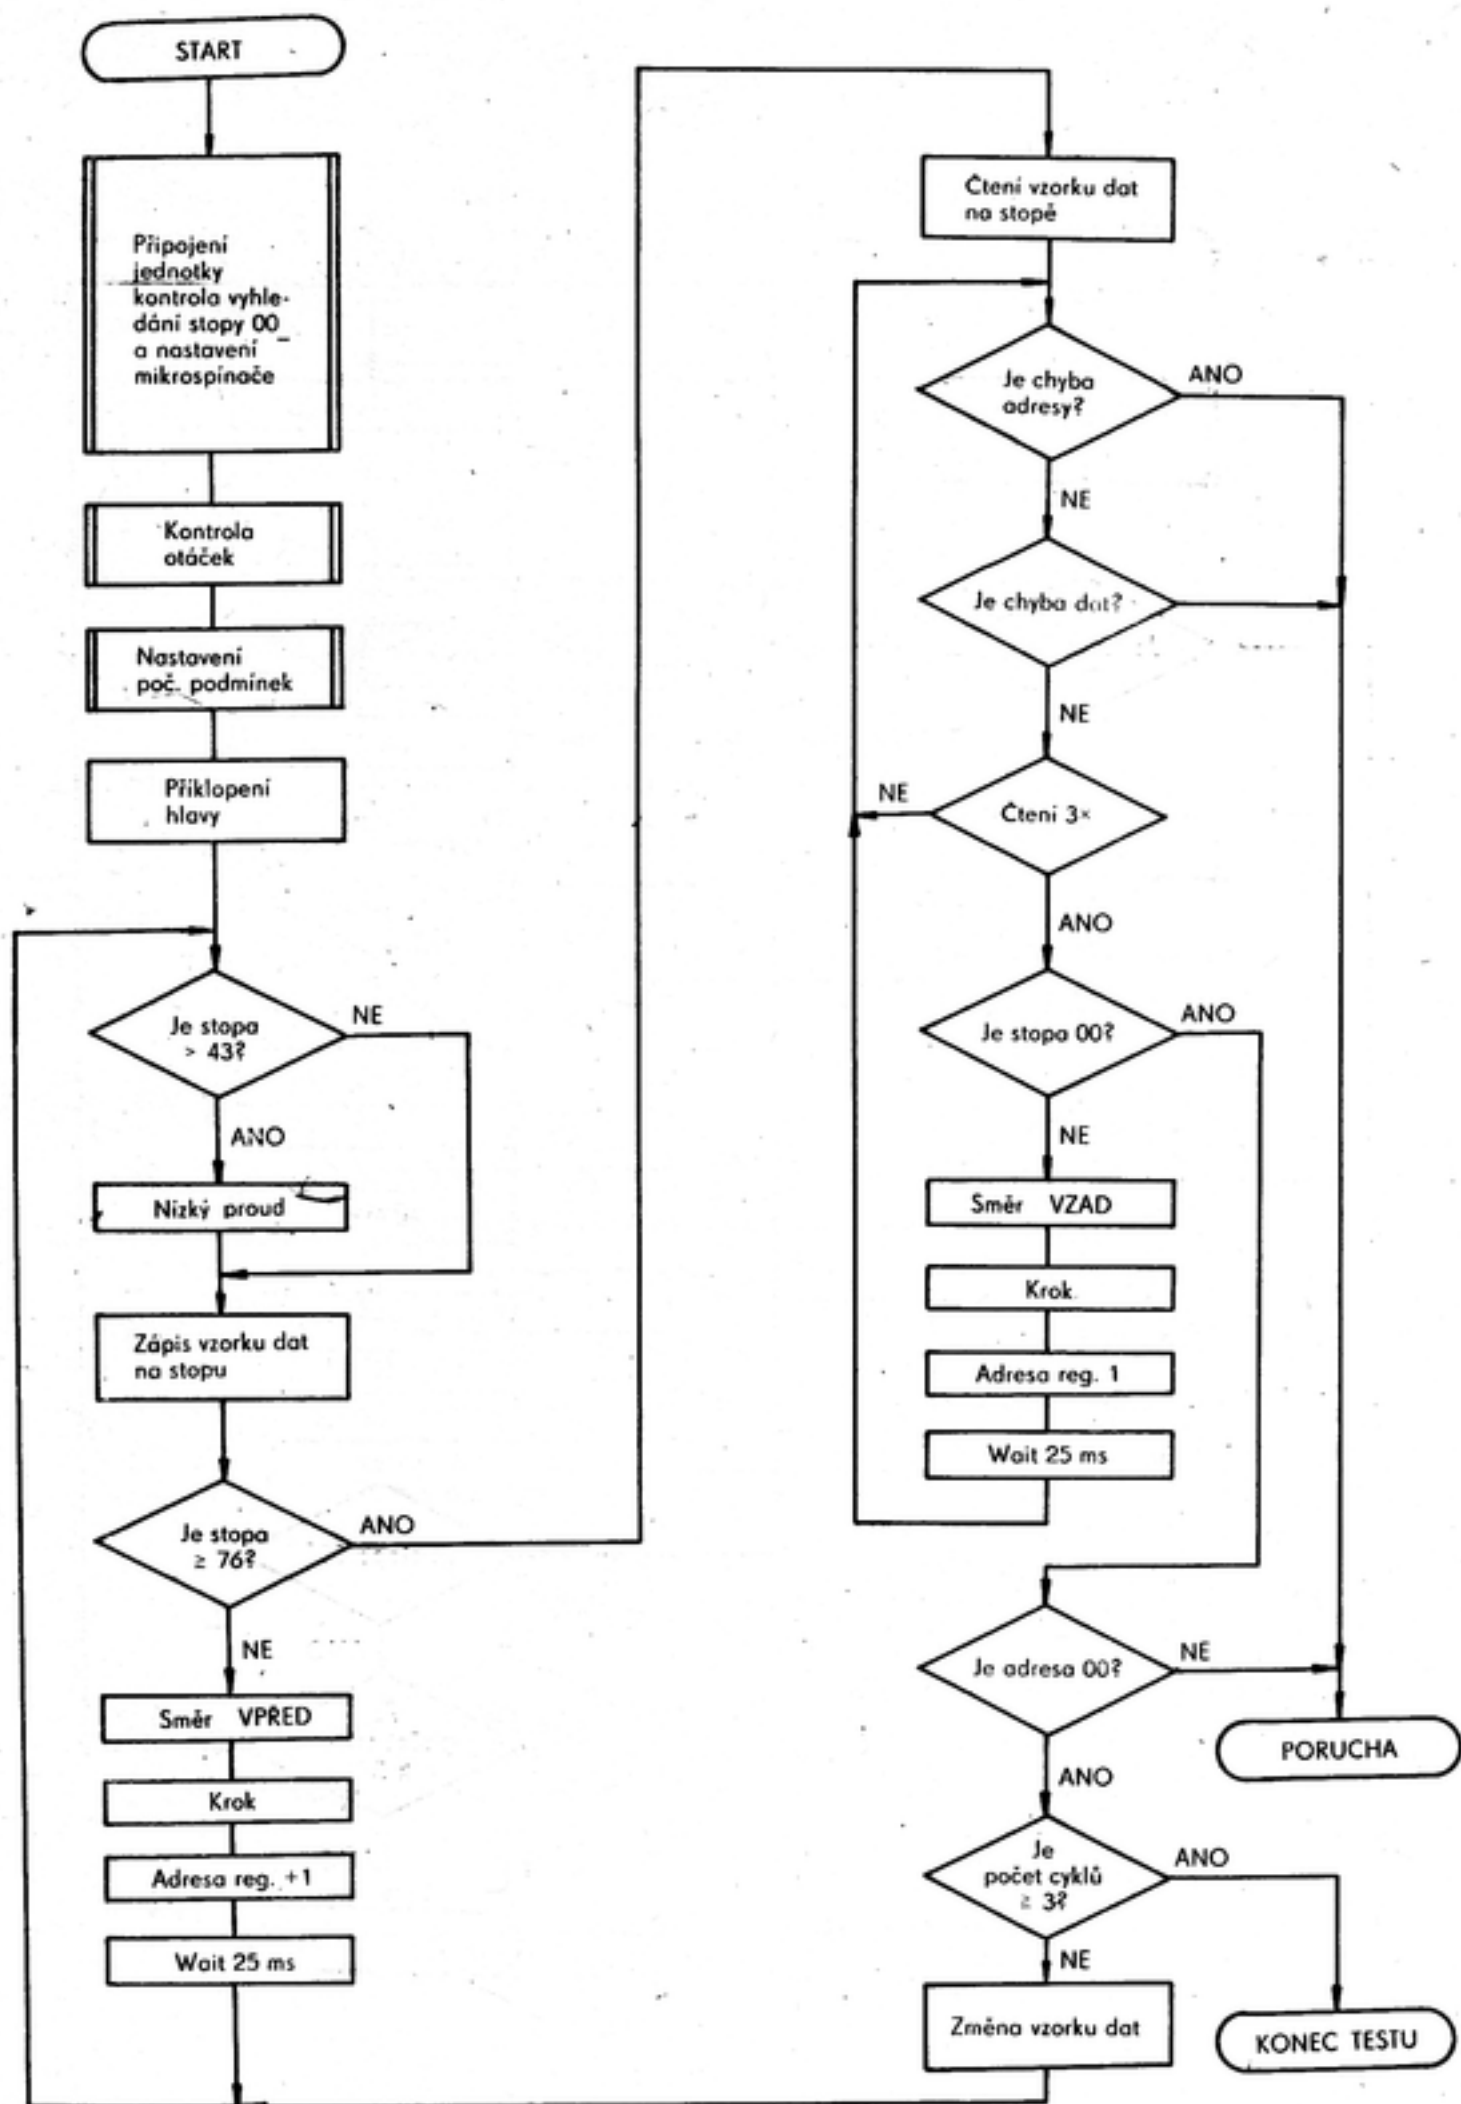 START
Připojení
jednotky
kontrola vyhle-
dání stopy 00
a nastavení
mikrospínače
Kontrola
otáček
Nastavení
poč. podmínek
Přiklopení
hlavy
Je stopa
> 43?
NE
ANO
Nízký proud
Zápis vzorku dat
na stopu
Je stopa
≥ 76?
ANO
NE
Směr VPŘED
Krok
Adresa reg. +1
Wait 25 ms
Čtení vzorku dat
na stopě
Je chyba
adresy?
ANO
NE
Je chyba dat?
NE
Čtení 3×
NE
ANO
Je stopa 00?
ANO
NE
Směr VZAD
Krok
Adresa reg. 1
Wait 25 ms
Je adresa 00?
NE
PORUCHA
ANO
Je
počet cyklů
≥ 3?
ANO
NE
Změna vzorku dat
KONEC TESTU